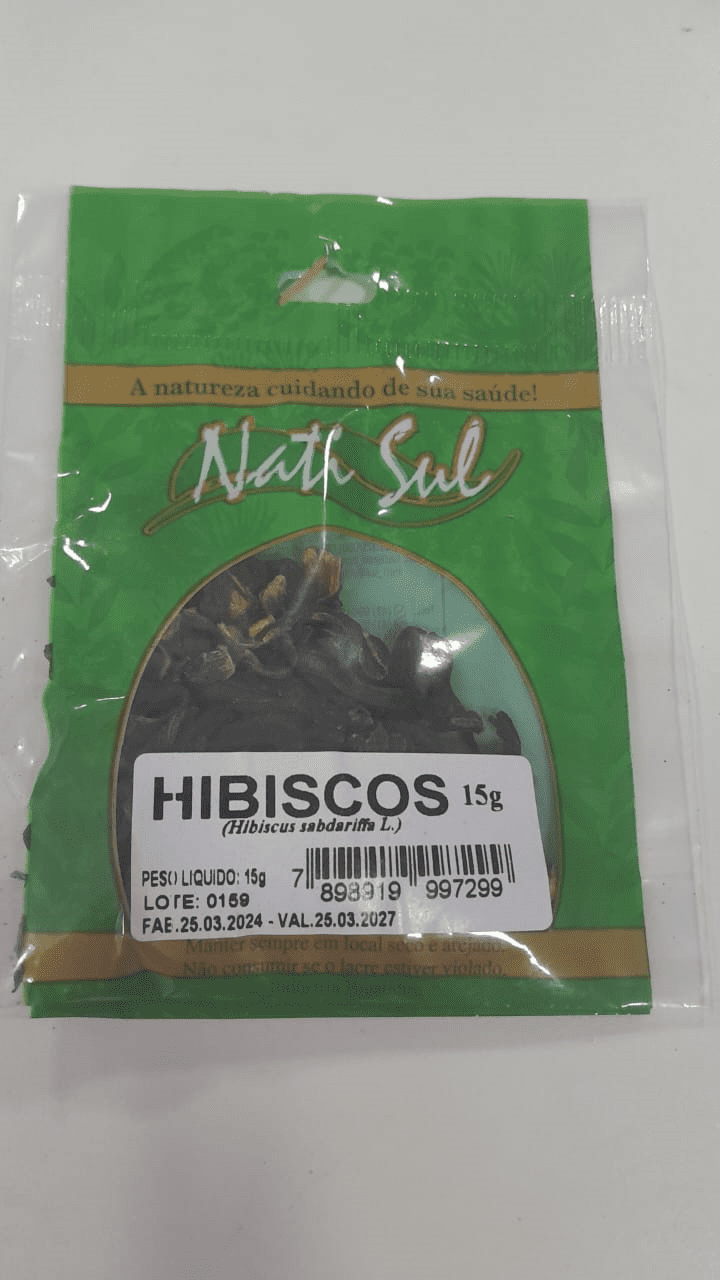 A natureza cuidando de sua saúde!
Nati Sul
HIBISCOS 15g
(Hibiscus sabdariffa L.)
PESO LIQUIDO: 15g
LOTE: 0159
FAB.25.03.2024 - VAL.25.03.2027
7 898919 997299
Manter sempre em local seco e arejado.
Não consumir se o lacre estiver violado.